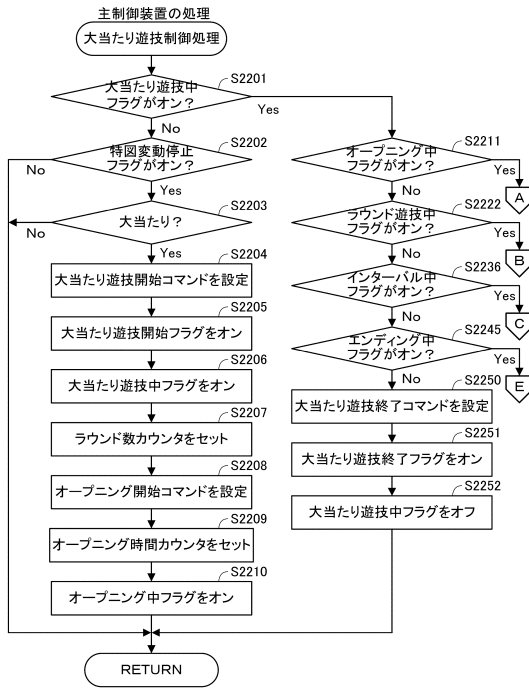 主制御装置の処理
大当たり遊技制御処理
S2201
大当たり遊技中
フラグがオン？
Yes
No
S2202
特図変動停止
フラグがオン？
No
Yes
S2203
大当たり？
No
Yes
S2204
大当たり遊技開始コマンドを設定
S2205
大当たり遊技開始フラグをオン
S2206
大当たり遊技中フラグをオン
S2207
ラウンド数カウンタをセット
S2208
オープニング開始コマンドを設定
S2209
オープニング時間カウンタをセット
S2210
オープニング中フラグをオン
S2211
オープニング中
フラグがオン？
Yes
A
No
S2222
ラウンド遊技中
フラグがオン？
Yes
B
No
S2236
インターバル中
フラグがオン？
Yes
C
No
S2245
エンディング中
フラグがオン？
Yes
E
No
S2250
大当たり遊技終了コマンドを設定
S2251
大当たり遊技終了フラグをオン
S2252
大当たり遊技中フラグをオフ
RETURN